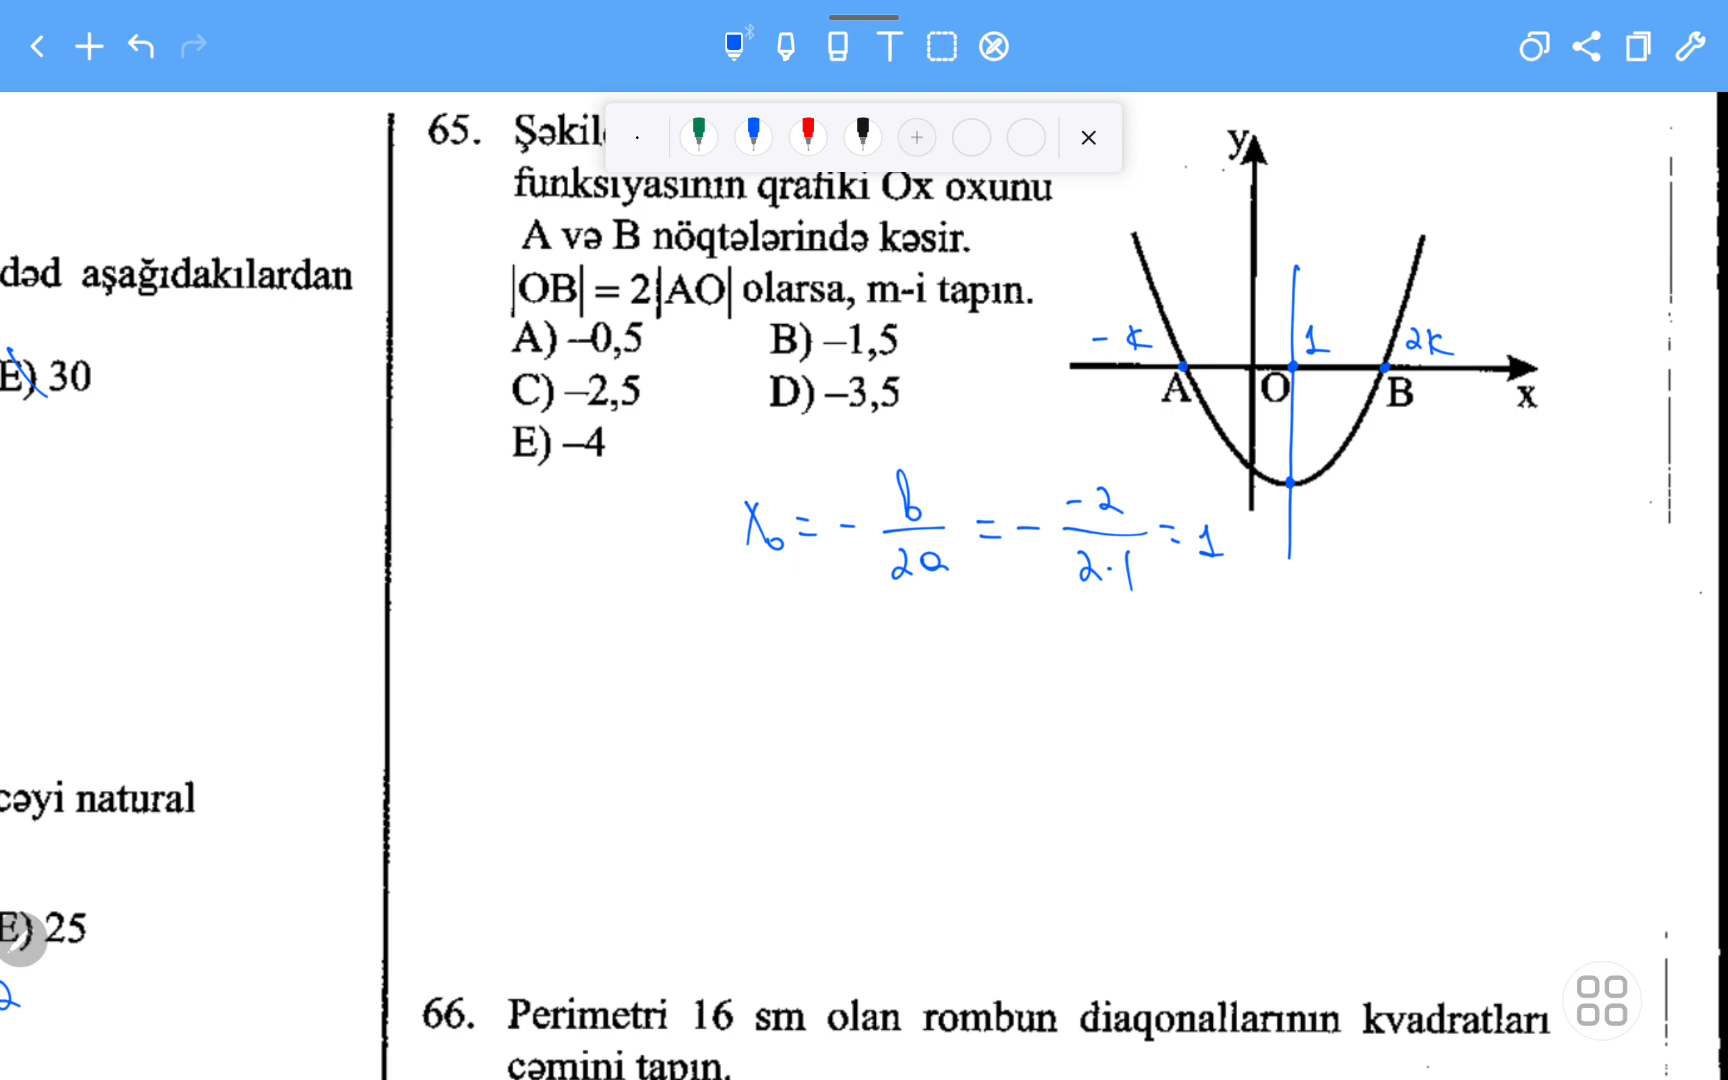 dəd aşağıdakılardan
E) 30
cəyi natural
E) 25
2
65.
funksiyasının qrafiki Ox oxunu
A və B nöqtələrində kəsir.
|OB| = 2|AO| olarsa, m-i tapın.
A) –0,5 B) –1,5
C) –2,5 D) –3,5
E) –4
y
-k 1 2k
A O B x
x₀ = - b/2a = - -2/2·1 = 1
66. Perimetri 16 sm olan rombun diaqonallarının kvadratları
cəmini tapın.